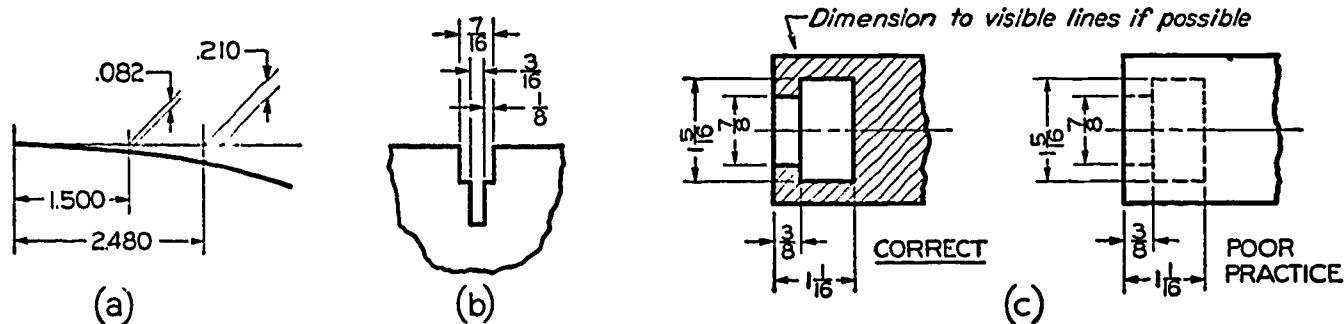 .082
.210
1.500
2.480
(a)
7/16
3/16
1/8
(b)
Dimension to visible lines if possible
1 5/16
7/8
3/8
1 1/16
CORRECT
1 5/16
7/8
3/8
1 1/16
POOR
PRACTICE
(c)